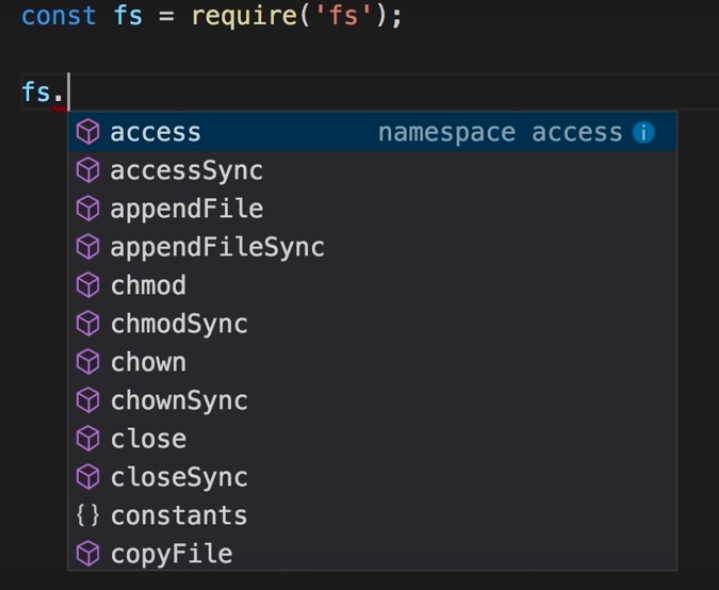 const fs = require('fs');
fs.
access namespace access i
accessSync
appendFile
appendFileSync
chmod
chmodSync
chown
chownSync
close
closeSync
{} constants
copyFile